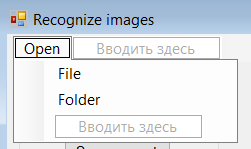 Recognize images
Open Вводить здесь
File
Folder
Вводить здесь